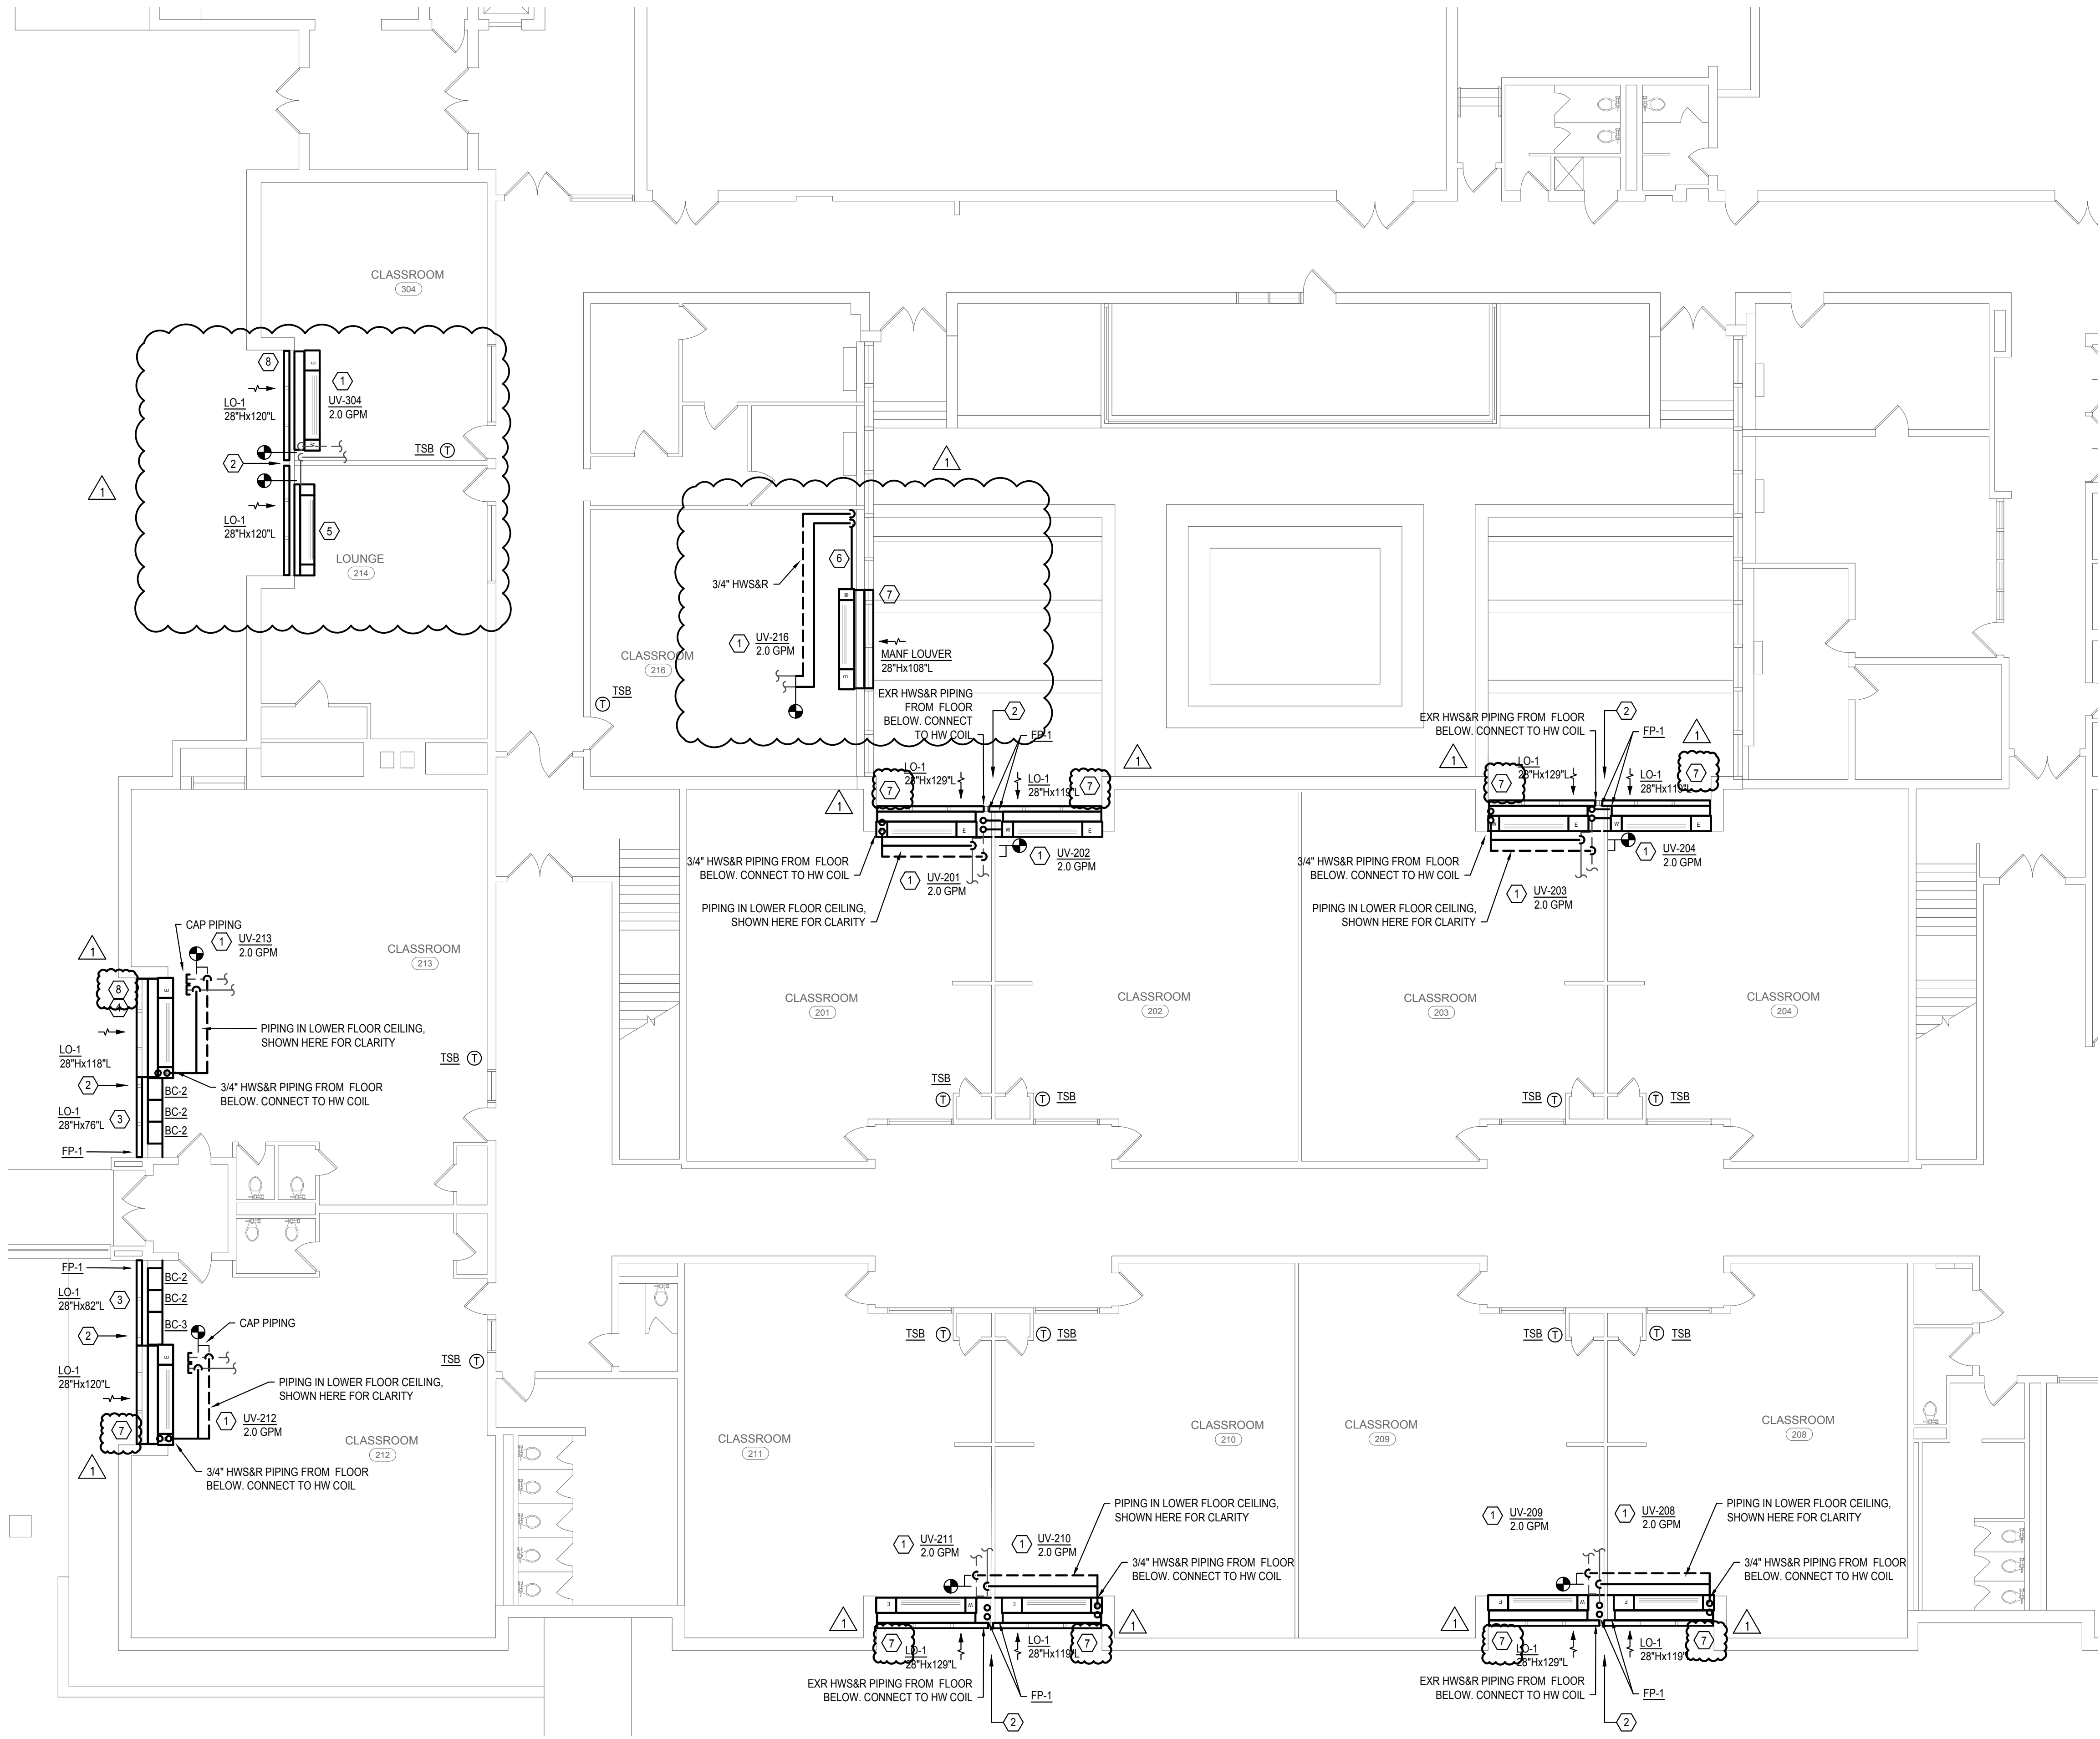 CLASSROOM
304
8
1
LO-1
28"Hx120"L
UV-304
2.0 GPM
E
W
TSB T
2
1
LO-1
28"Hx120"L
5
LOUNGE
214
1
6
3/4" HWS&R
7
1
UV-216
2.0 GPM
E
CLASSROOM
216
MANF LOUVER
28"Hx108"L
TSB
T
EXR HWS&R PIPING
FROM FLOOR
BELOW. CONNECT
TO HW COIL
2
FP-1
1
LO-1
28"Hx129"L
LO-1
28"Hx119"L
7
7
1
E
W
E
3/4" HWS&R PIPING FROM FLOOR
BELOW. CONNECT TO HW COIL
1
UV-202
2.0 GPM
1
UV-201
2.0 GPM
PIPING IN LOWER FLOOR CEILING,
SHOWN HERE FOR CLARITY
EXR HWS&R PIPING FROM FLOOR
BELOW. CONNECT TO HW COIL
2
FP-1
1
1
LO-1
28"Hx129"L
LO-1
28"Hx119"L
7
7
W
E
W
E
3/4" HWS&R PIPING FROM FLOOR
BELOW. CONNECT TO HW COIL
1
UV-204
2.0 GPM
1
UV-203
2.0 GPM
PIPING IN LOWER FLOOR CEILING,
SHOWN HERE FOR CLARITY
CAP PIPING
1
UV-213
2.0 GPM
CLASSROOM
213
1
8
E
LO-1
28"Hx118"L
PIPING IN LOWER FLOOR CEILING,
SHOWN HERE FOR CLARITY
TSB T
2
3/4" HWS&R PIPING FROM FLOOR
BELOW. CONNECT TO HW COIL
BC-2
BC-2
BC-2
LO-1
28"Hx76"L
3
FP-1
CLASSROOM
201
CLASSROOM
202
CLASSROOM
203
CLASSROOM
204
TSB
T
T TSB
TSB T
T TSB
FP-1
BC-2
LO-1
28"Hx82"L
3
BC-2
BC-3
2
CAP PIPING
E
LO-1
28"Hx120"L
TSB T
PIPING IN LOWER FLOOR CEILING,
SHOWN HERE FOR CLARITY
7
1
UV-212
2.0 GPM
CLASSROOM
212
1
3/4" HWS&R PIPING FROM FLOOR
BELOW. CONNECT TO HW COIL
TSB T
T TSB
TSB T
T TSB
CLASSROOM
211
CLASSROOM
210
CLASSROOM
209
CLASSROOM
208
1
UV-211
2.0 GPM
1
UV-210
2.0 GPM
PIPING IN LOWER FLOOR CEILING,
SHOWN HERE FOR CLARITY
3/4" HWS&R PIPING FROM FLOOR
BELOW. CONNECT TO HW COIL
E
W
E
1
1
7
7
LO-1
28"Hx129"L
LO-1
28"Hx119"L
EXR HWS&R PIPING FROM FLOOR
BELOW. CONNECT TO HW COIL
FP-1
2
1
UV-209
2.0 GPM
1
UV-208
2.0 GPM
PIPING IN LOWER FLOOR CEILING,
SHOWN HERE FOR CLARITY
3/4" HWS&R PIPING FROM FLOOR
BELOW. CONNECT TO HW COIL
E
W
E
1
1
7
7
LO-1
28"Hx129"L
LO-1
28"Hx119"
EXR HWS&R PIPING FROM FLOOR
BELOW. CONNECT TO HW COIL
FP-1
2